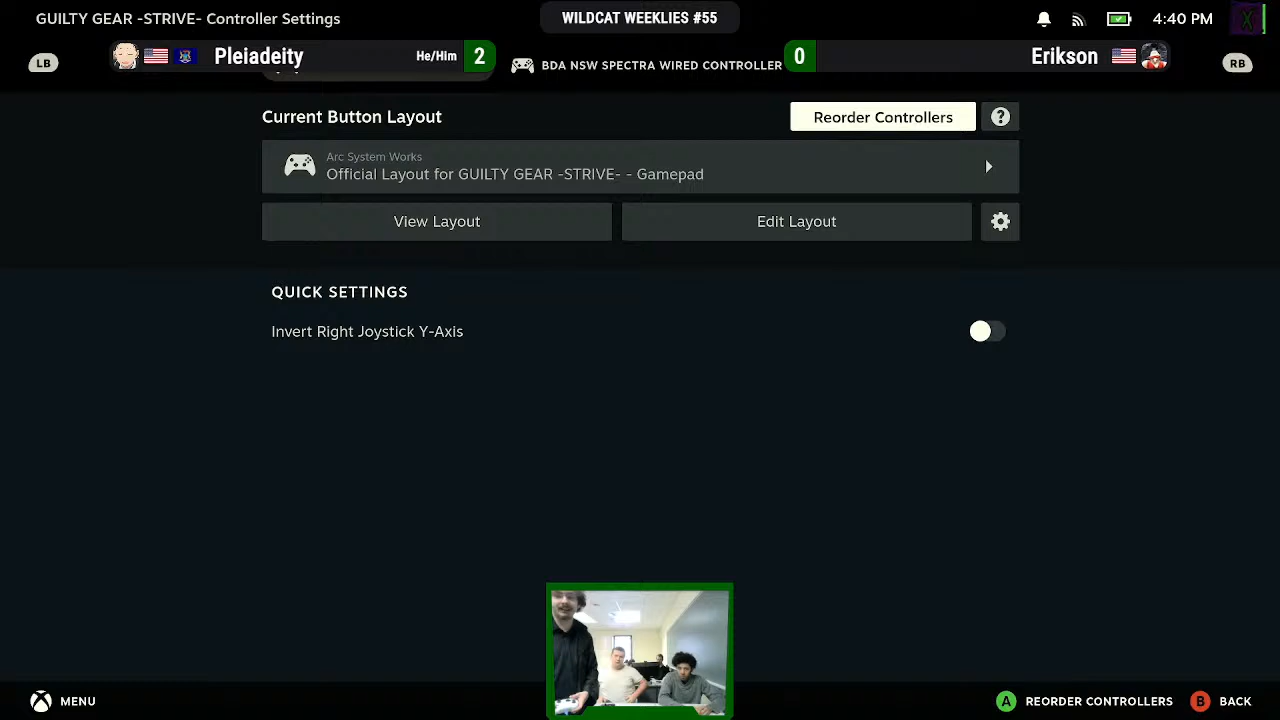 GUILTY GEAR -STRIVE- Controller Settings
WILDCAT WEEKLIES #55
4:40 PM
LB
Pleiadeity
He/Him
2
BDA NSW SPECTRA WIRED CONTROLLER
0
Erikson
RB
Current Button Layout
Reorder Controllers
?
Arc System Works
Official Layout for GUILTY GEAR -STRIVE- - Gamepad
View Layout
Edit Layout
QUICK SETTINGS
Invert Right Joystick Y-Axis
MENU
A REORDER CONTROLLERS
B BACK